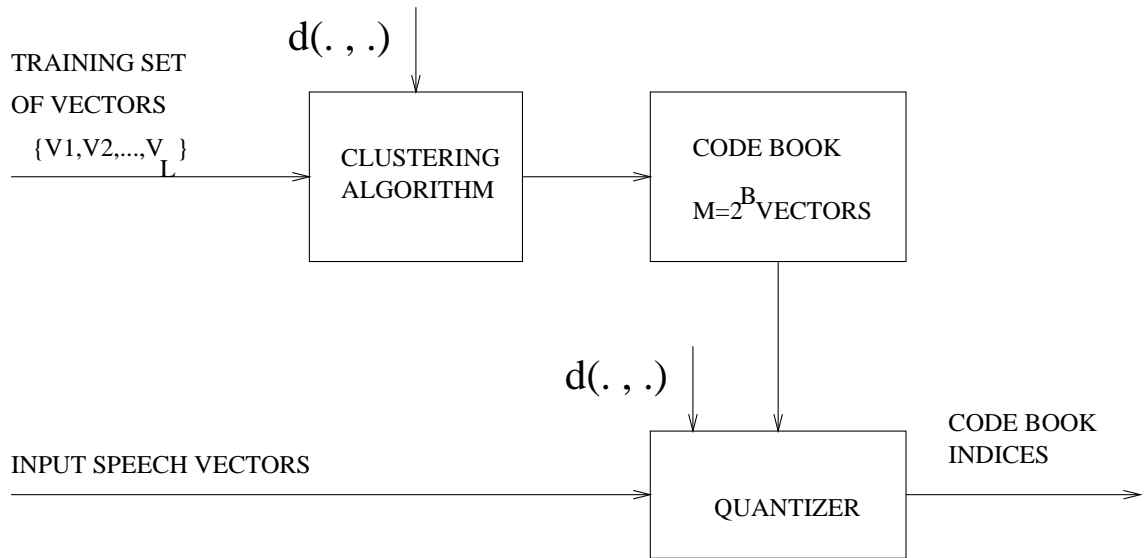 d(. , .)
TRAINING SET
OF VECTORS
{V1,V2,...,V_L}
CLUSTERING
ALGORITHM
CODE BOOK
M=2^B VECTORS
d(. , .)
INPUT SPEECH VECTORS
QUANTIZER
CODE BOOK
INDICES